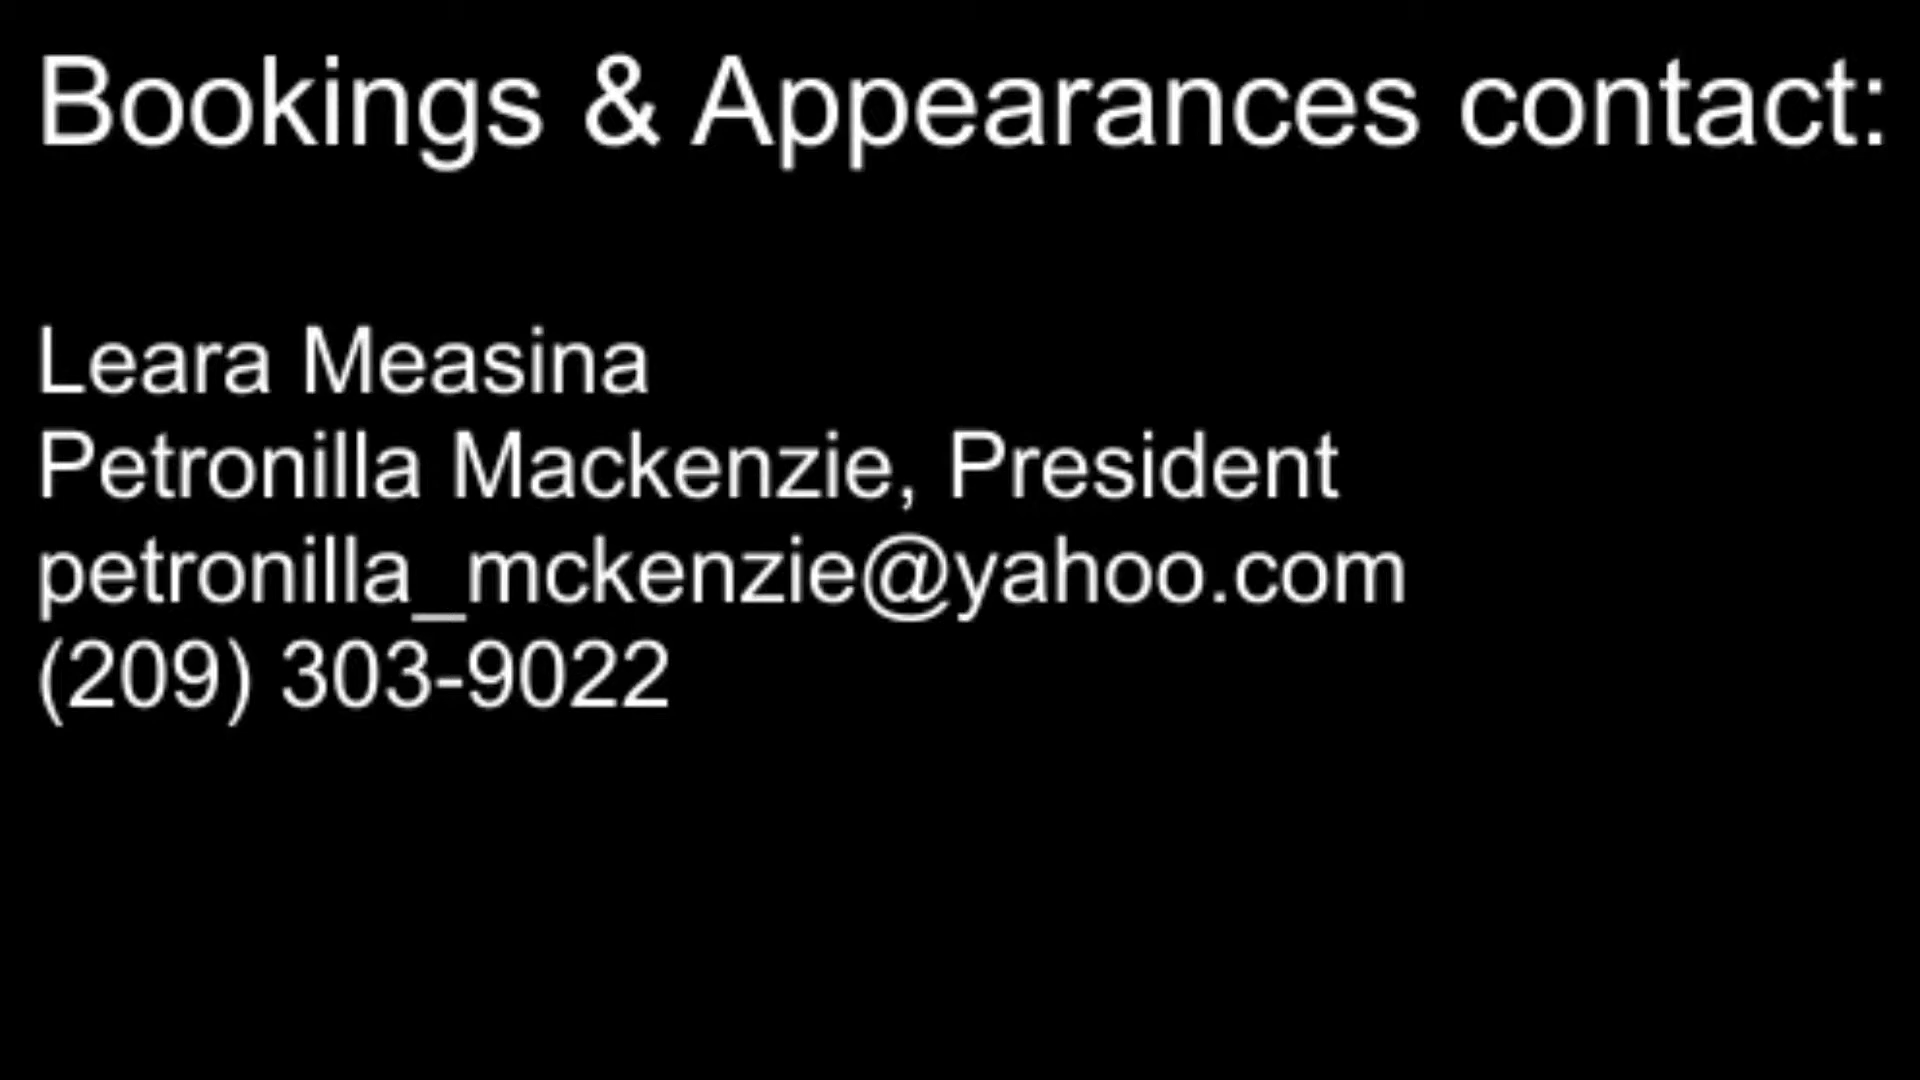 Bookings & Appearances contact:
Leara Measina
Petronilla Mackenzie, President
petronilla_mckenzie@yahoo.com
(209) 303-9022